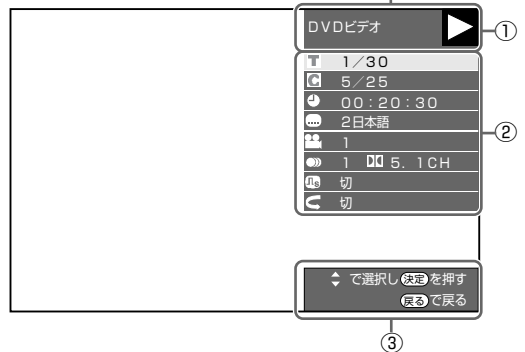 DVDビデオ
①
T 1/30
C 5/25
00:20:30
2日本語
②
1
1 DD 5. 1CH
切
切
で選択し 決定 を押す
戻る で戻る
③